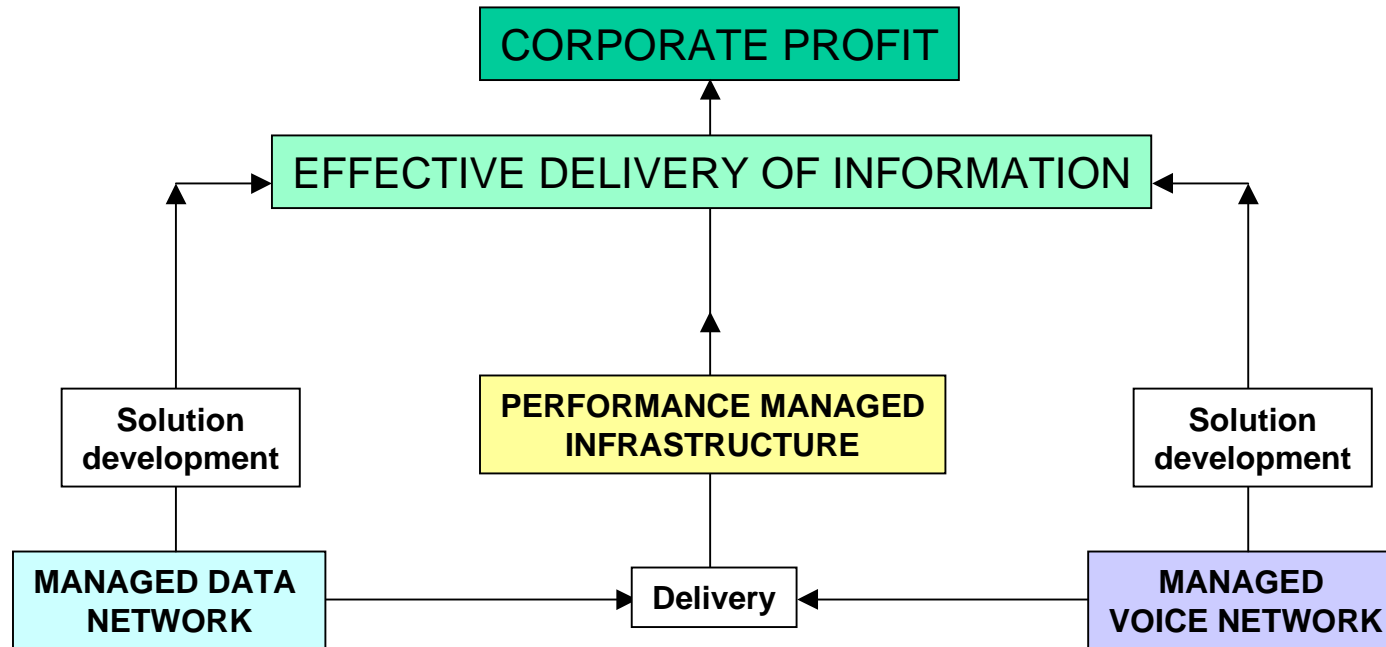 CORPORATE PROFIT
EFFECTIVE DELIVERY OF INFORMATION
Solution
development
PERFORMANCE MANAGED
INFRASTRUCTURE
Solution
development
MANAGED DATA
NETWORK
Delivery
MANAGED
VOICE NETWORK